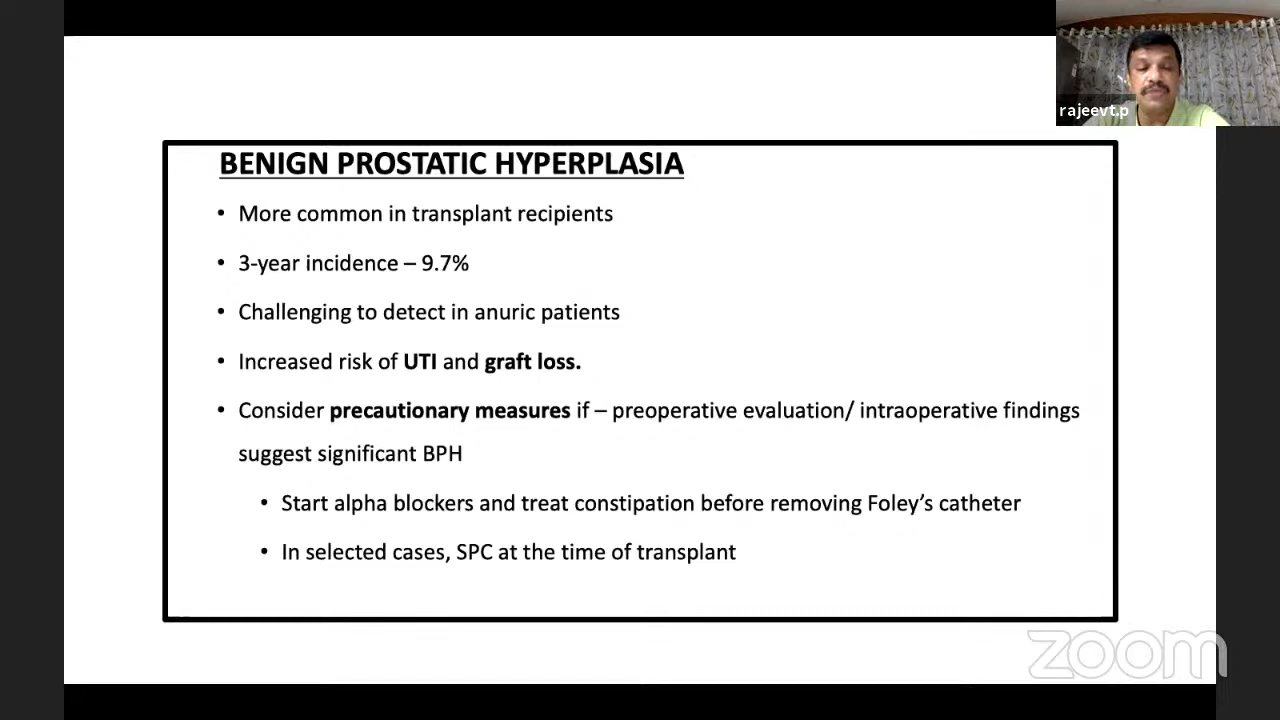 rajeevt.p
BENIGN PROSTATIC HYPERPLASIA
• More common in transplant recipients
• 3-year incidence – 9.7%
• Challenging to detect in anuric patients
• Increased risk of UTI and graft loss.
• Consider precautionary measures if – preoperative evaluation/ intraoperative findings
suggest significant BPH
• Start alpha blockers and treat constipation before removing Foley’s catheter
• In selected cases, SPC at the time of transplant
zoom